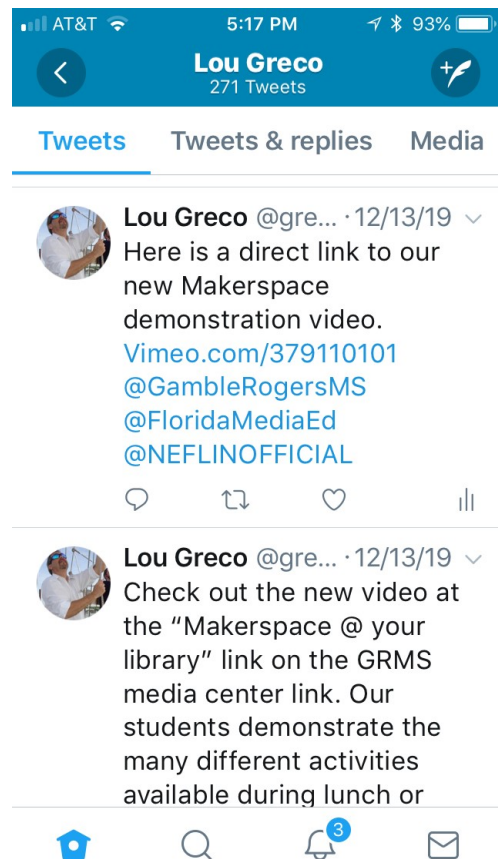 AT&T 5:17 PM 93%
Lou Greco
271 Tweets
Tweets Tweets & replies Media
Lou Greco @gre... · 12/13/19
Here is a direct link to our
new Makerspace
demonstration video.
Vimeo.com/379110101
@GambleRogersMS
@FloridaMediaEd
@NEFLINOFFICIAL
Lou Greco @gre... · 12/13/19
Check out the new video at
the “Makerspace @ your
library” link on the GRMS
media center link. Our
students demonstrate the
many different activities
available during lunch or
3